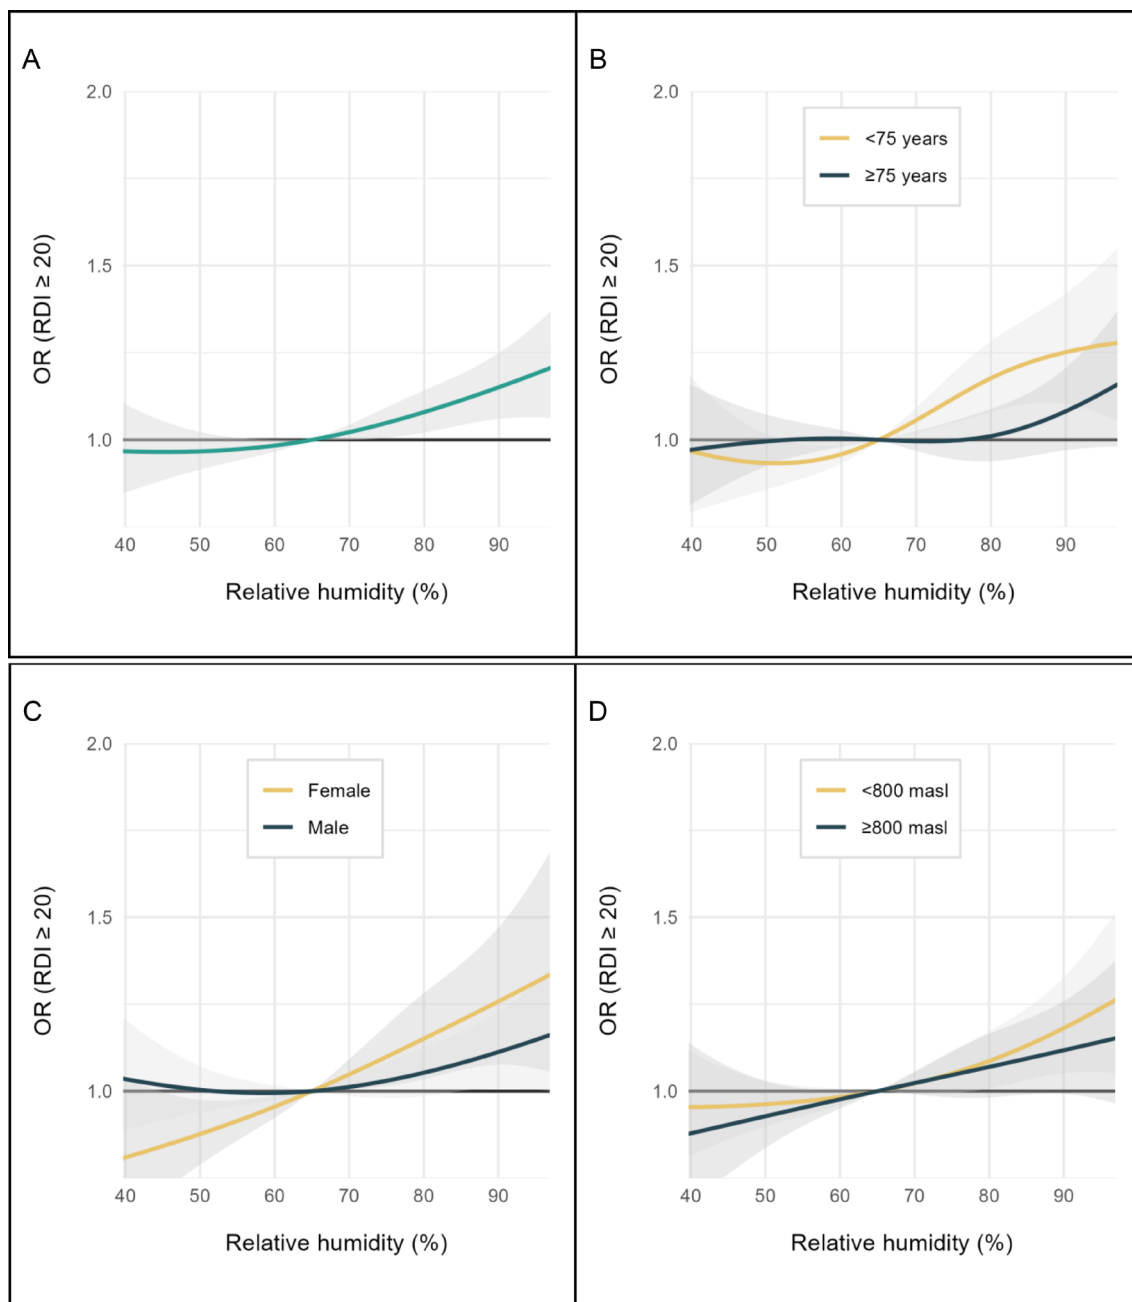 A
2.0
1.5
1.0
OR (RDI ≥ 20)
40 50 60 70 80 90
Relative humidity (%)
B
2.0
1.5
1.0
OR (RDI ≥ 20)
<75 years
≥75 years
40 50 60 70 80 90
Relative humidity (%)
C
2.0
1.5
1.0
OR (RDI ≥ 20)
Female
Male
40 50 60 70 80 90
Relative humidity (%)
D
2.0
1.5
1.0
OR (RDI ≥ 20)
<800 masl
≥800 masl
40 50 60 70 80 90
Relative humidity (%)